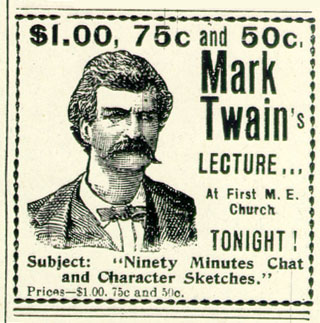 $1.00, 75c and 50c.
Mark
Twain's
LECTURE...
At First M. E.
Church
TONIGHT!
Subject: "Ninety Minutes Chat
and Character Sketches."
Prices—$1.00, 75c and 50c.